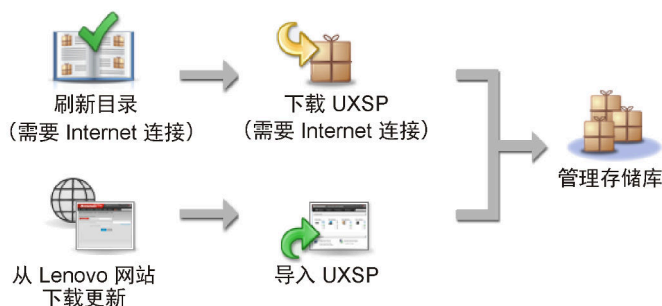 刷新目录
（需要 Internet 连接）
下载 UXSP
（需要 Internet 连接）
管理存储库
从 Lenovo 网站
下载更新
导入 UXSP